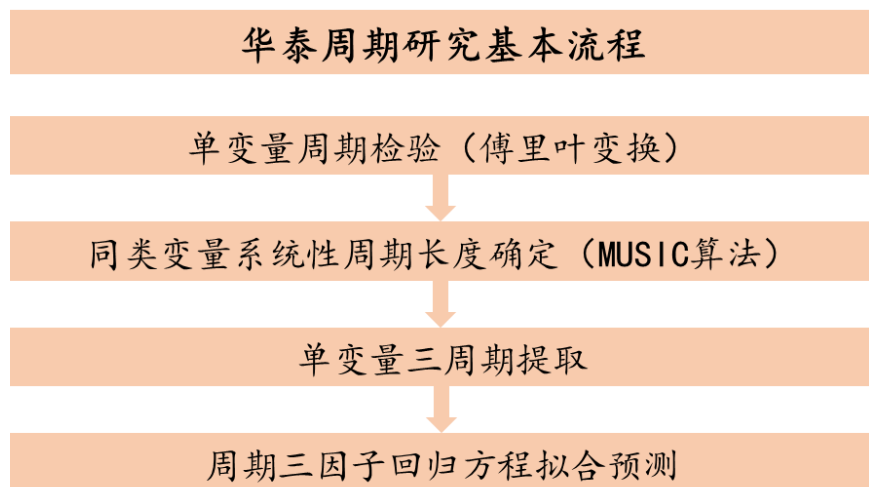 华泰周期研究基本流程
单变量周期检验（傅里叶变换）
同类变量系统性周期长度确定（MUSIC算法）
单变量三周期提取
周期三因子回归方程拟合预测